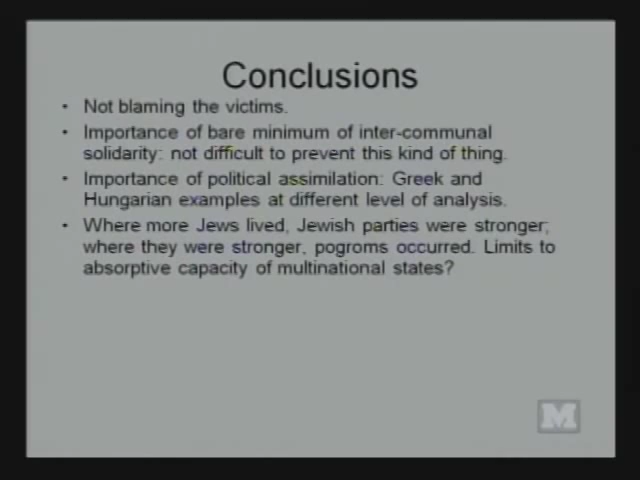 Conclusions
• Not blaming the victims.
• Importance of bare minimum of inter-communal
solidarity: not difficult to prevent this kind of thing.
• Importance of political assimilation: Greek and
Hungarian examples at different level of analysis.
• Where more Jews lived, Jewish parties were stronger;
where they were stronger, pogroms occurred. Limits to
absorptive capacity of multinational states?
M